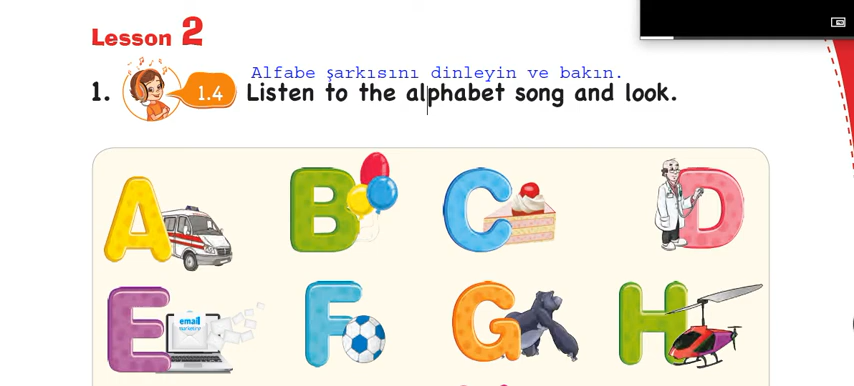 Lesson 2
Alfabe şarkısını dinleyin ve bakın.
1. 1.4 Listen to the alphabet song and look.
A B C D
E email F G H